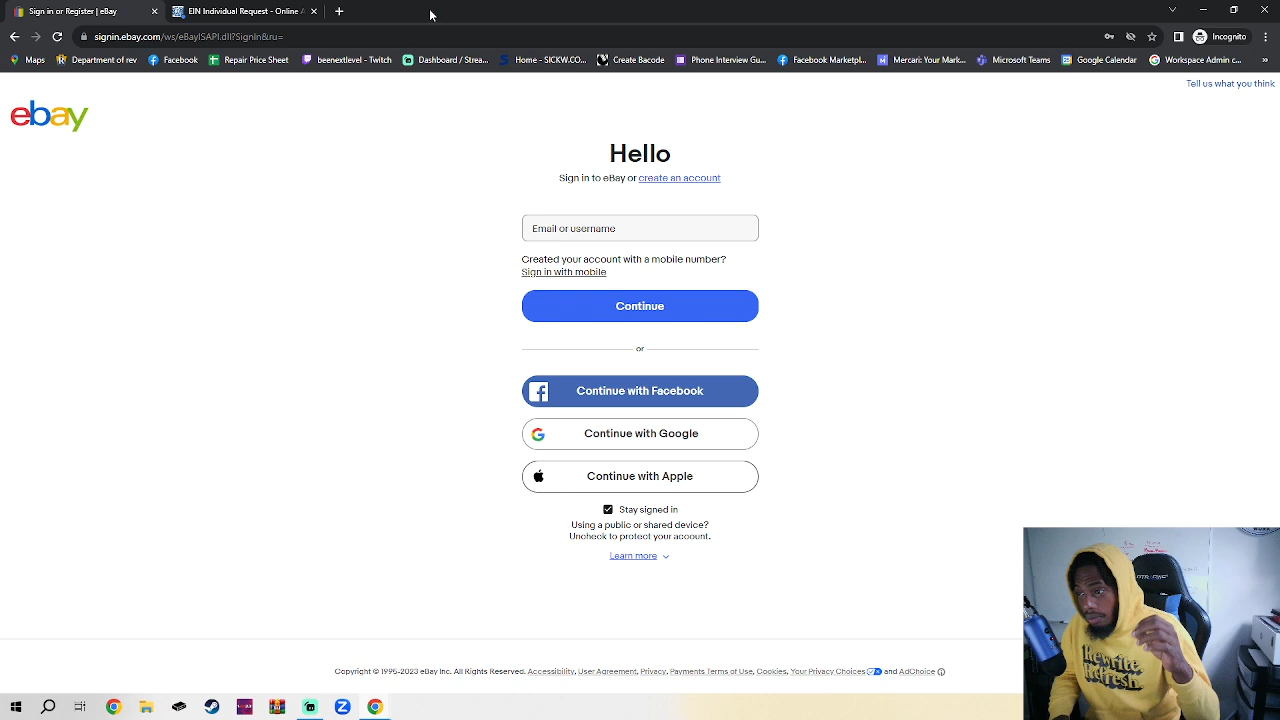 Sign in or Register | eBay
EIN Individual Request - Online A
signin.ebay.com/ws/eBayISAPI.dll?SignIn&ru=
Incognito
Maps
Department of rev
Facebook
Repair Price Sheet
beenextlevel - Twitch
Dashboard / Strea...
Home - SICKW.CO...
Create Barcode
Phone Interview Gu...
Facebook Marketpl...
Mercari: Your Mark...
Microsoft Teams
Google Calendar
Workspace Admin c...
»
Tell us what you think
ebay
Hello
Sign in to eBay or create an account
Email or username
Created your account with a mobile number?
Sign in with mobile
Continue
or
Continue with Facebook
Continue with Google
Continue with Apple
Stay signed in
Using a public or shared device?
Uncheck to protect your account.
Learn more
Rewrite
Refresh.
Copyright © 1995-2023 eBay Inc. All Rights Reserved. Accessibility, User Agreement, Privacy, Payments Terms of Use, Cookies, Your Privacy Choices and AdChoice